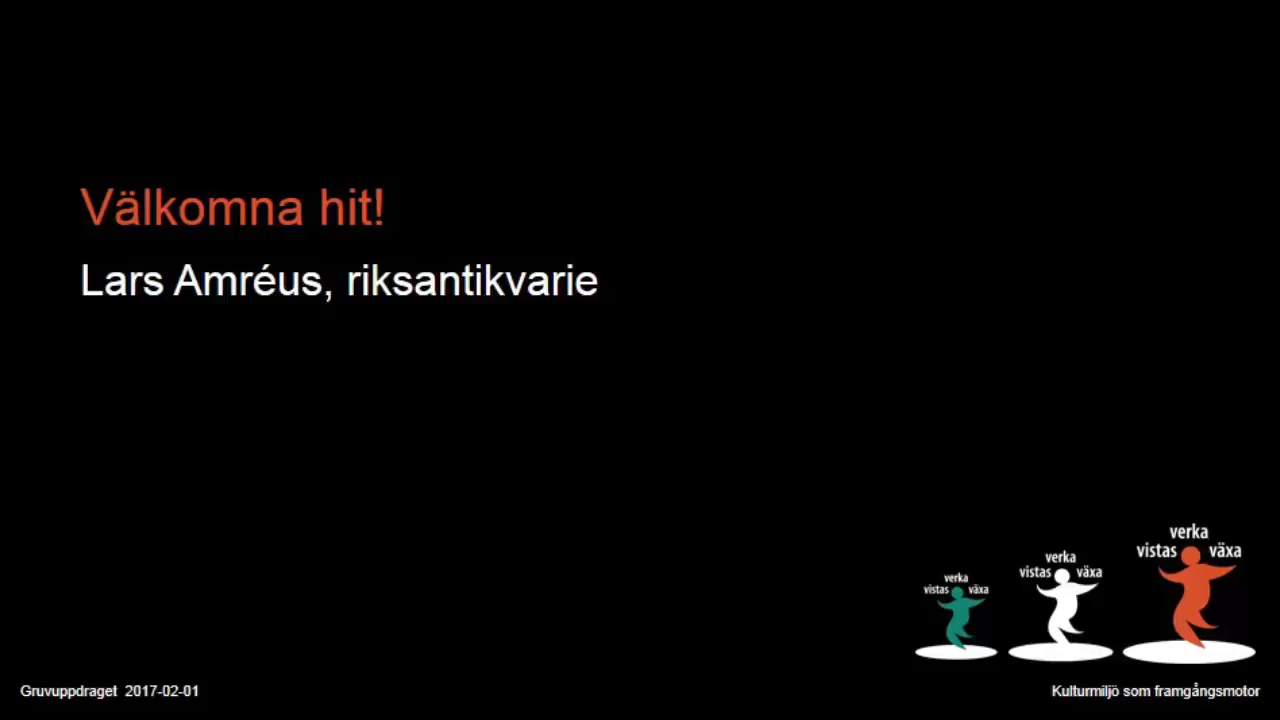 Välkomna hit!
Lars Amréus, riksantikvarie
verka
vistas växa
verka
vistas växa
verka
vistas växa
Gruvuppdraget 2017-02-01
Kulturmiljö som framgångsmotor